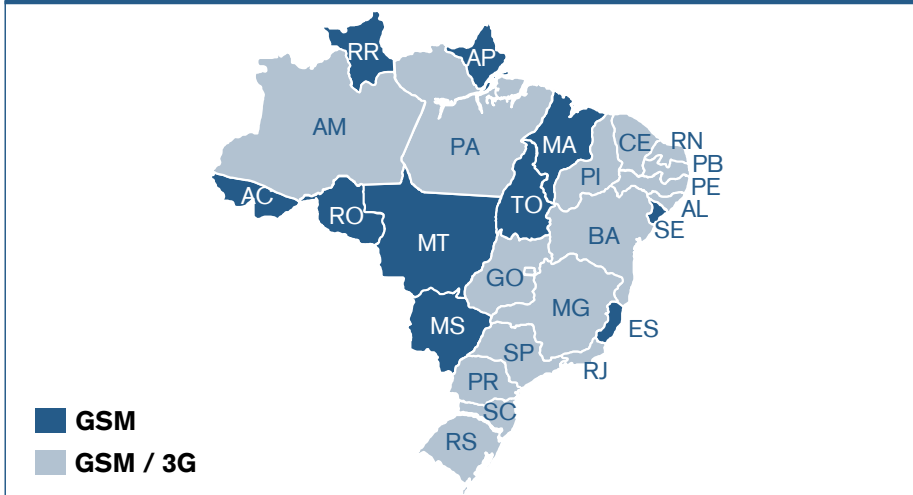 RR
AP
AM
PA
MA
CE
RN
PB
PI
PE
AC
TO
AL
RO
SE
MT
BA
GO
MG
MS
ES
SP
RJ
PR
SC
RS
GSM
GSM / 3G